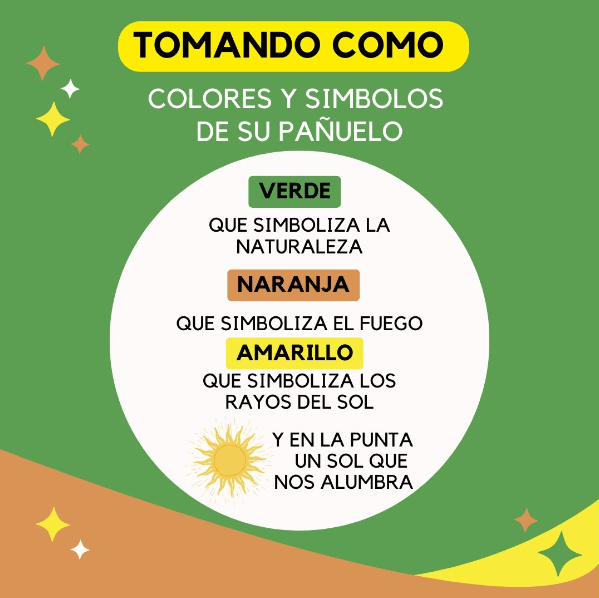 TOMANDO COMO
COLORES Y SIMBOLOS
DE SU PAÑUELO
VERDE
QUE SIMBOLIZA LA
NATURALEZA
NARANJA
QUE SIMBOLIZA EL FUEGO
AMARILLO
QUE SIMBOLIZA LOS
RAYOS DEL SOL
Y EN LA PUNTA
UN SOL QUE
NOS ALUMBRA